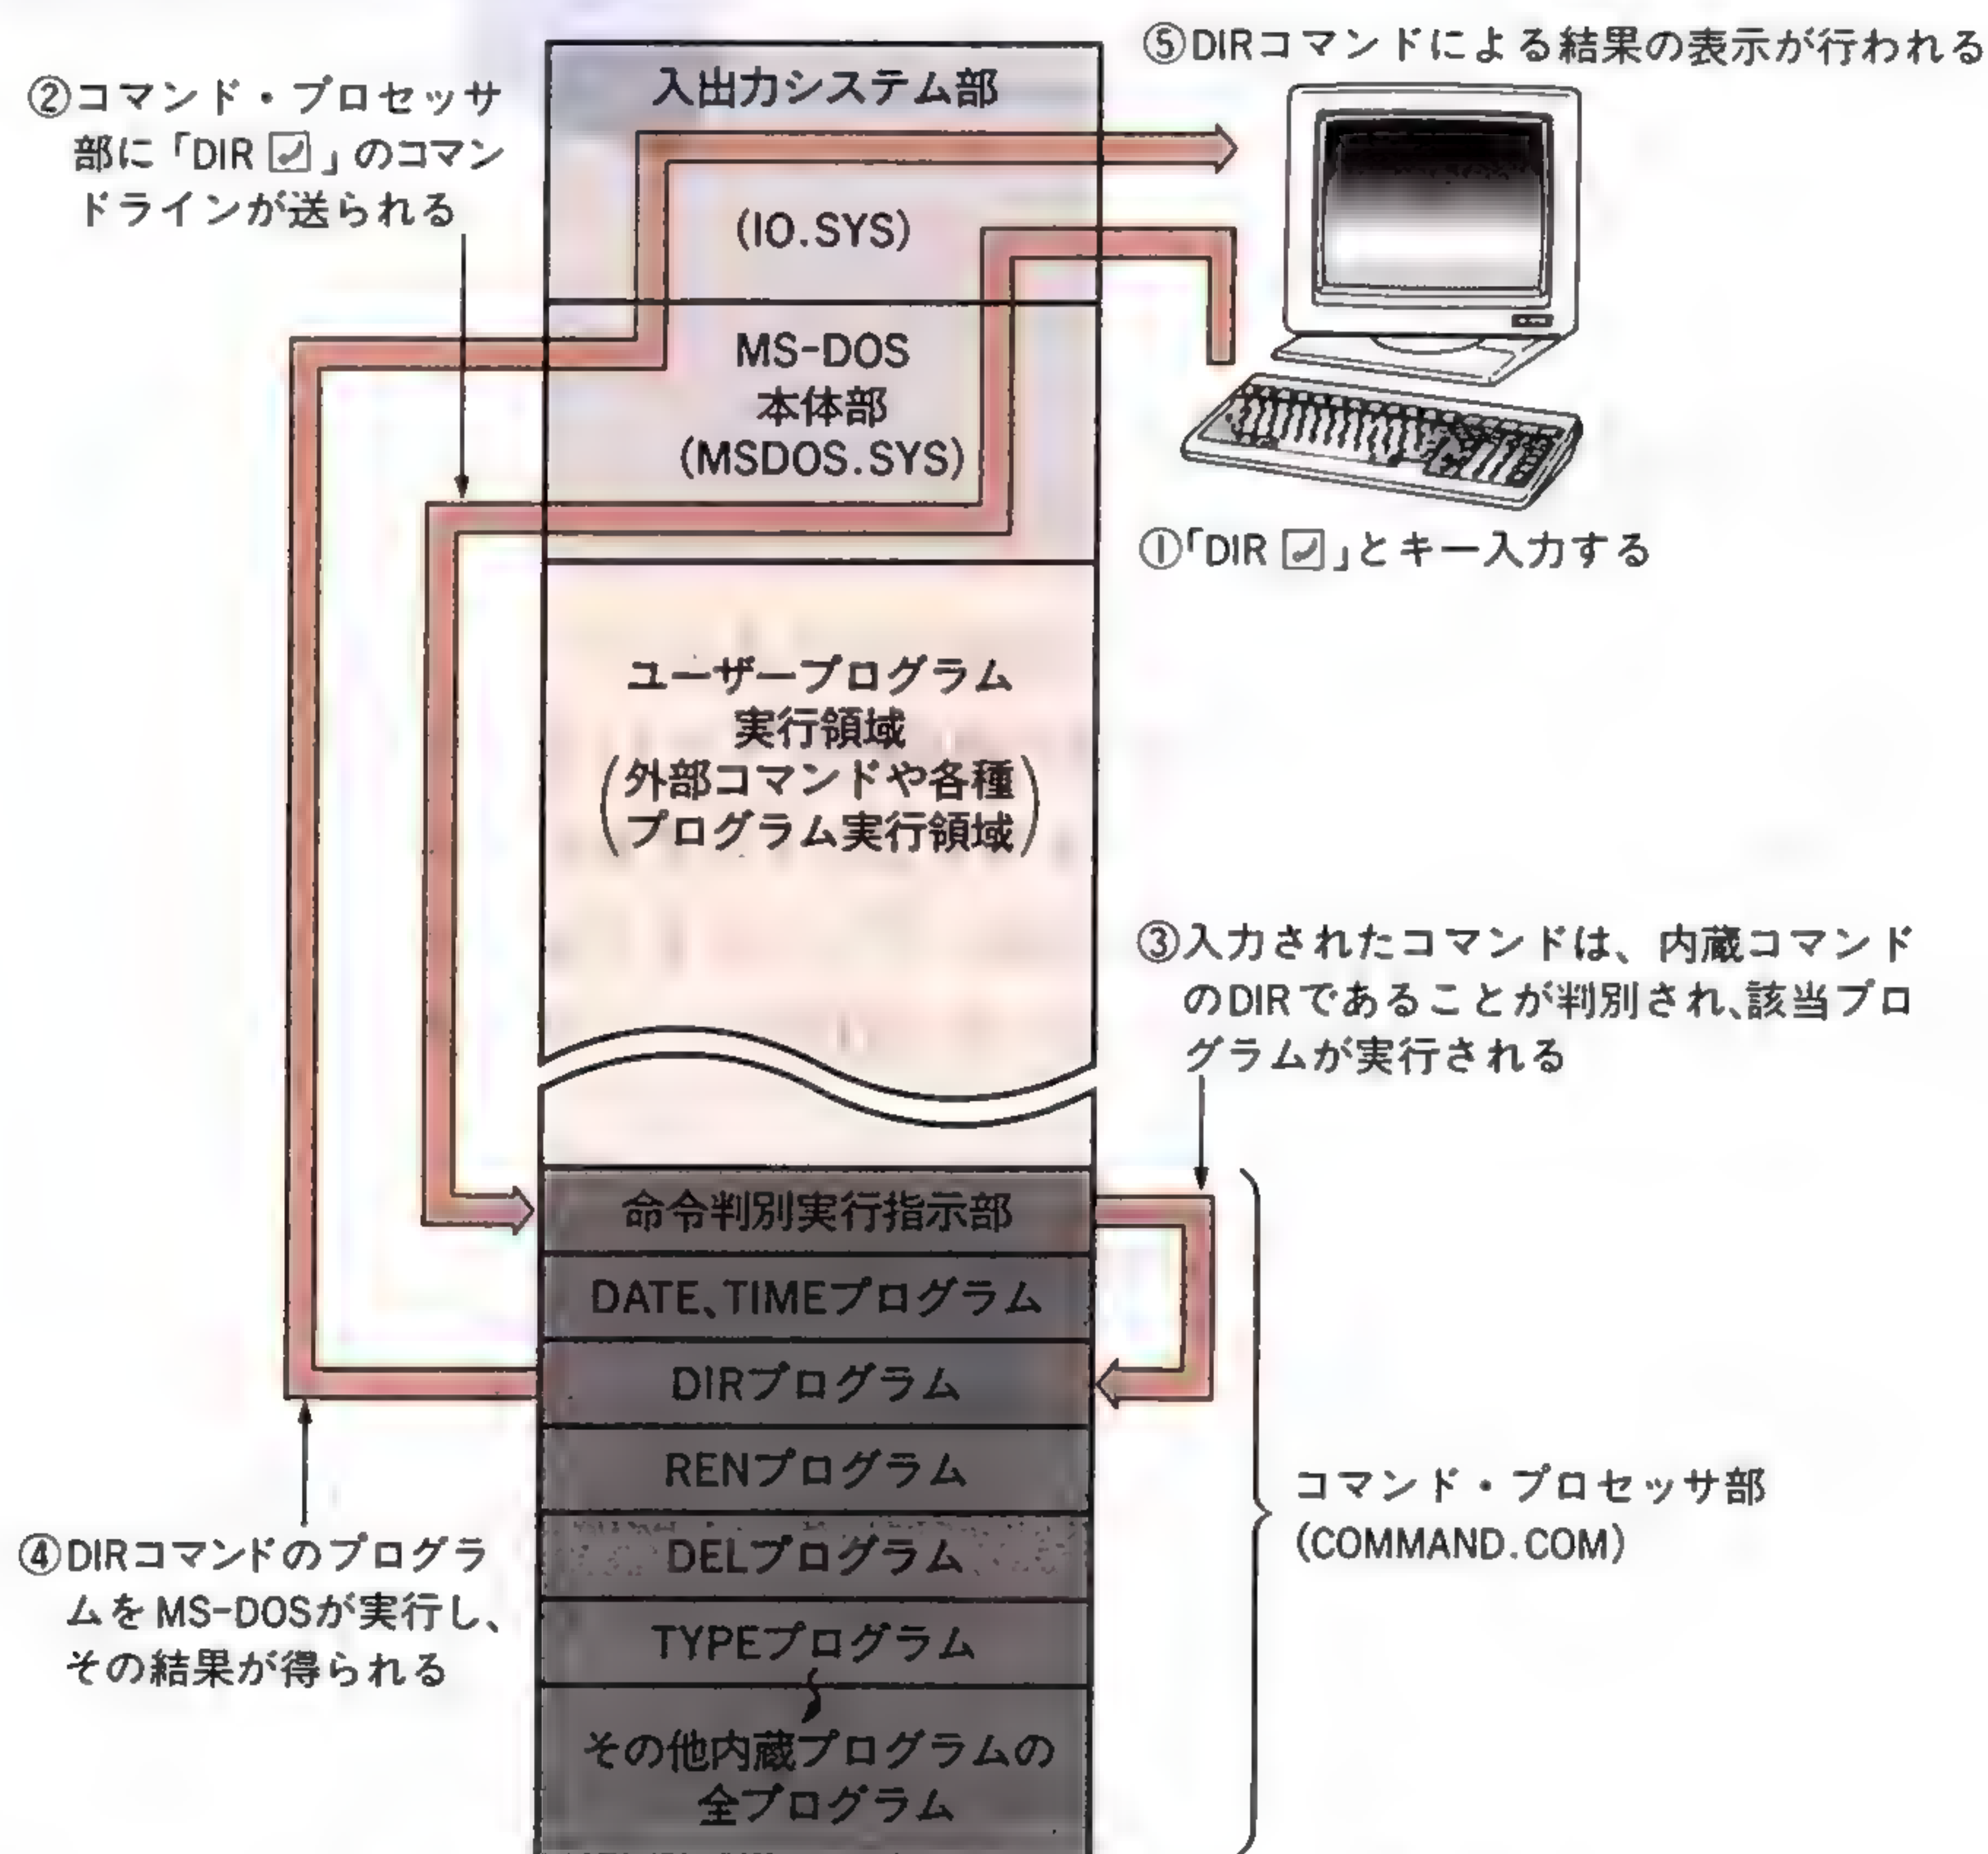 ⑤DIRコマンドによる結果の表示が行われる
②コマンド・プロセッサ
部に「DIR ⏎」のコマン
ドラインが送られる
入出力システム部
(IO.SYS)
MS-DOS
本体部
(MSDOS.SYS)
①「DIR ⏎」とキー入力する
ユーザープログラム
実行領域
(外部コマンドや各種
プログラム実行領域)
③入力されたコマンドは、内蔵コマンド
のDIRであることが判別され、該当プロ
グラムが実行される
命令判別実行指示部
DATE、TIMEプログラム
DIRプログラム
RENプログラム
DELプログラム
TYPEプログラム
その他内蔵プログラムの
全プログラム
コマンド・プロセッサ部
(COMMAND.COM)
④DIRコマンドのプログラ
ムをMS-DOSが実行し、
その結果が得られる